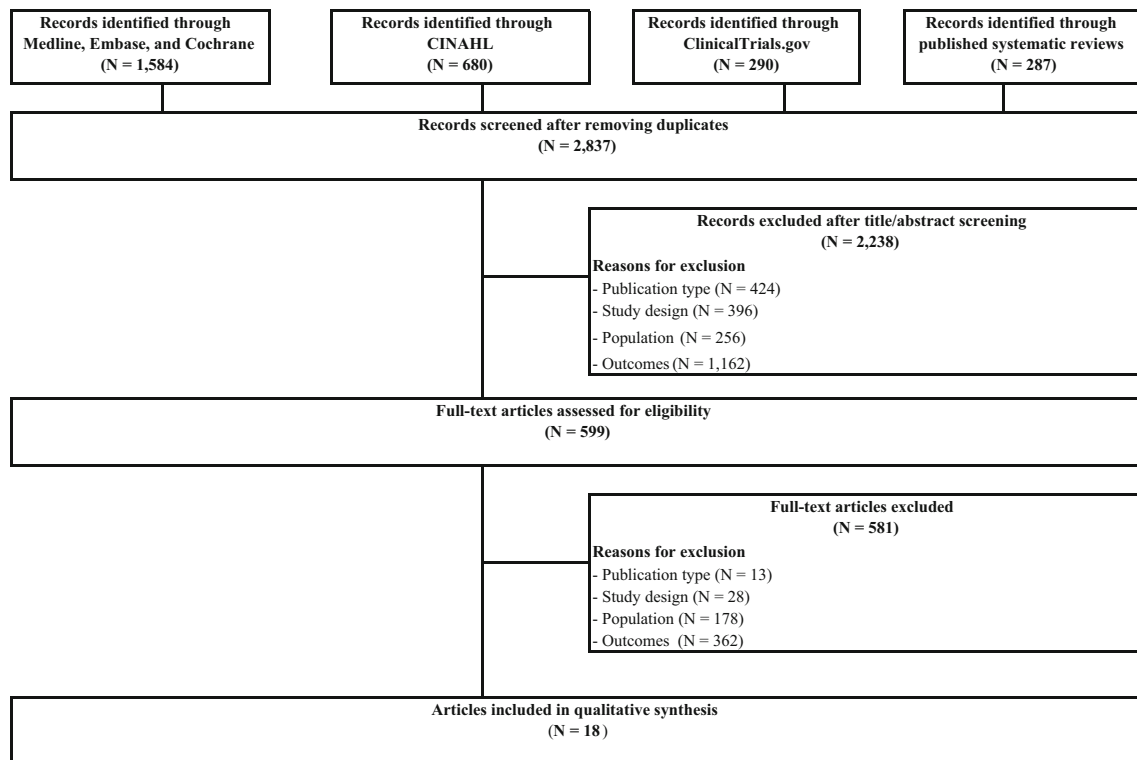 Records identified through
Medline, Embase, and Cochrane
(N = 1,584)
Records identified through
CINAHL
(N = 680)
Records identified through
ClinicalTrials.gov
(N = 290)
Records identified through
published systematic reviews
(N = 287)
Records screened after removing duplicates
(N = 2,837)
Records excluded after title/abstract screening
(N = 2,238)
Reasons for exclusion
- Publication type (N = 424)
- Study design (N = 396)
- Population (N = 256)
- Outcomes (N = 1,162)
Full-text articles assessed for eligibility
(N = 599)
Full-text articles excluded
(N = 581)
Reasons for exclusion
- Publication type (N = 13)
- Study design (N = 28)
- Population (N = 178)
- Outcomes (N = 362)
Articles included in qualitative synthesis
(N = 18)